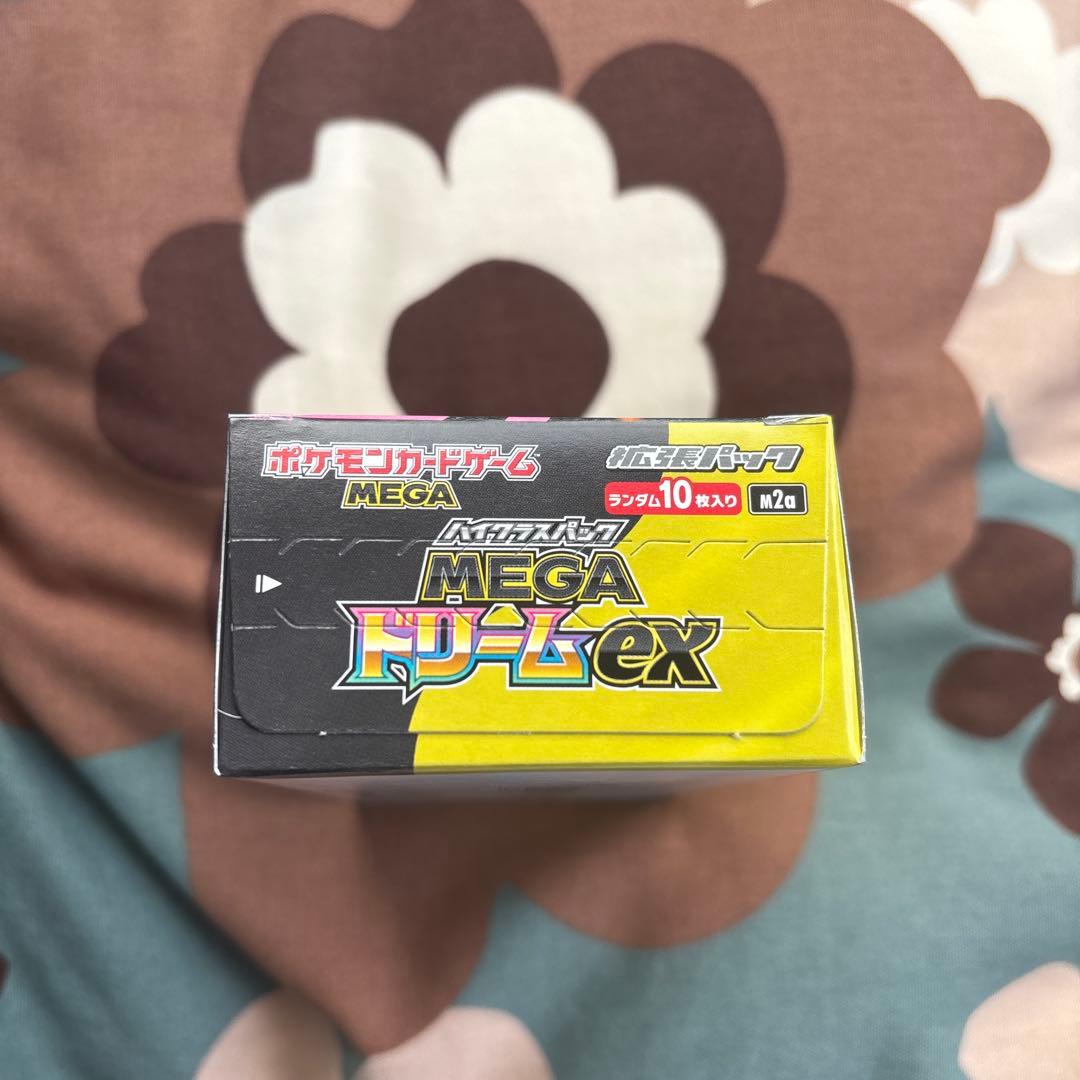 ポケモンカードゲーム
MEGA
拡張パック
ランダム10枚入り M2a
ハイクラスパック
MEGA
ドリームex